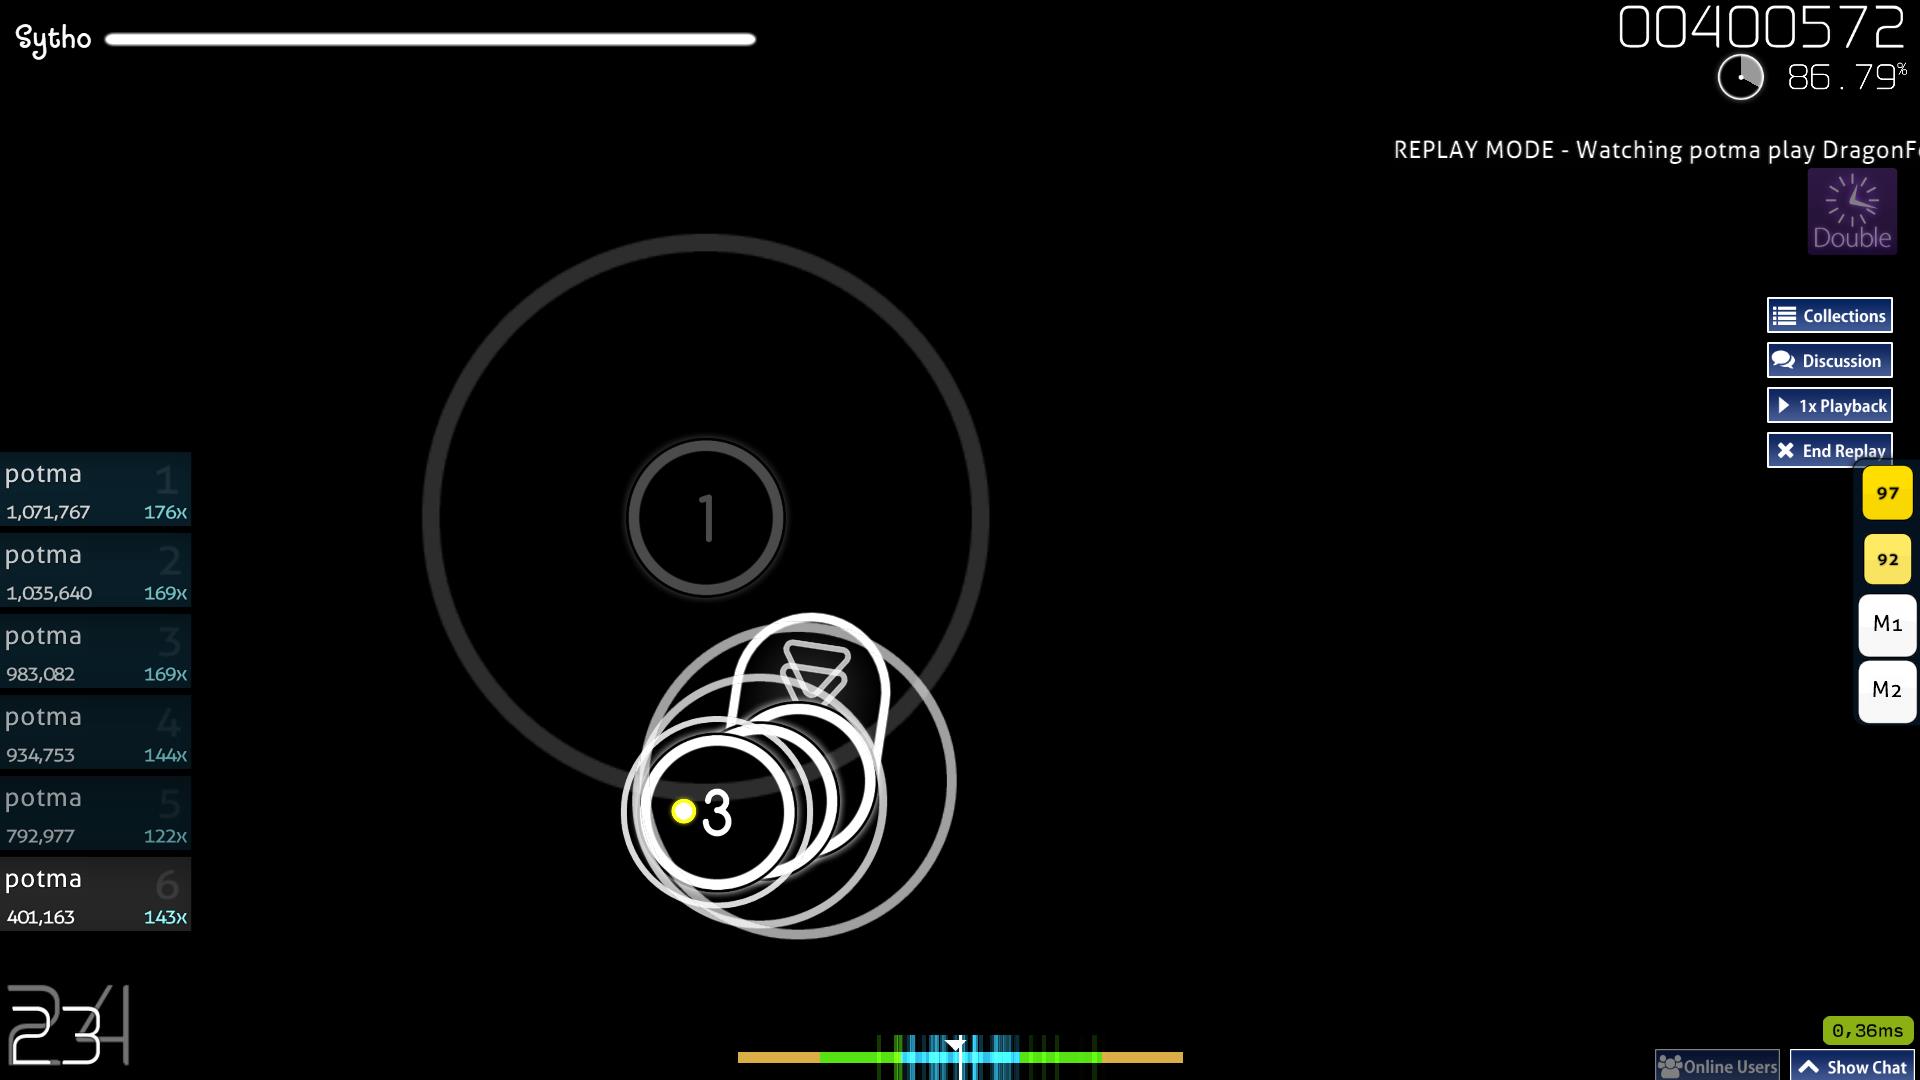 Sytho
00400572
86.79%
REPLAY MODE - Watching potma play DragonF
Double
Collections
Discussion
1x Playback
End Replay
97
92
M1
M2
potma 1
1,071,767 176x
potma 2
1,035,640 169x
potma 3
983,082 169x
potma 4
934,753 144x
potma 5
792,977 122x
potma 6
401,163 143x
1
3
0,36ms
Online Users
Show Chat